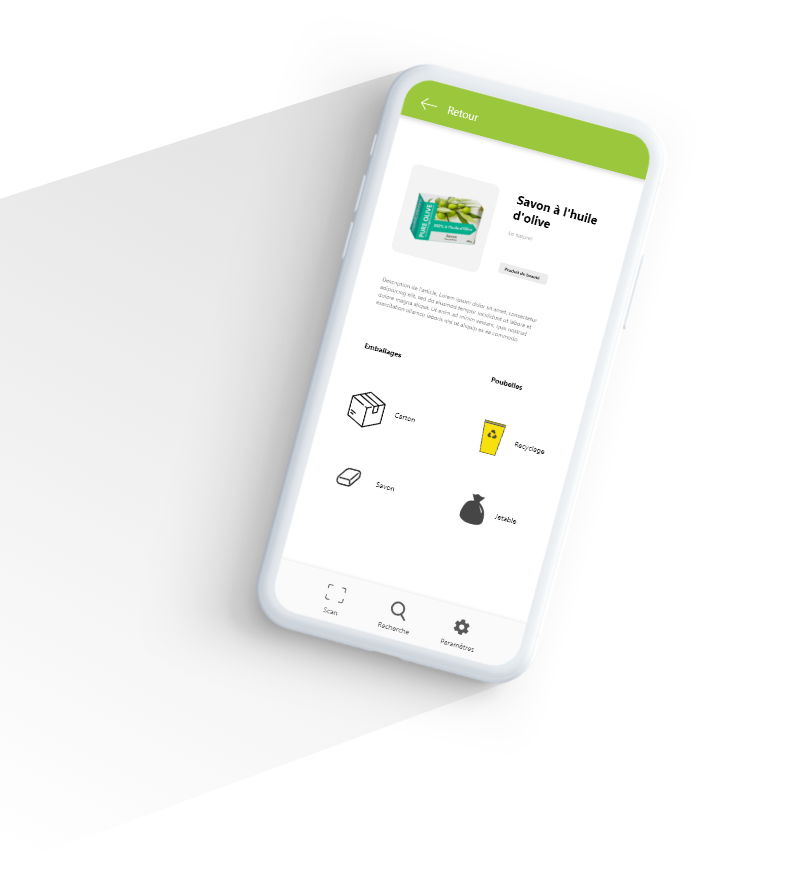 Retour
Savon à l'huile
d'olive
Le naturel
Produit de beauté
PURE OLIVE
100% à l'huile d'Olive
Savon
Description de l'article, Lorem ipsum dolor sit amet, consectetur
adipiscing elit, sed do eiusmod tempor incididunt ut labore et
dolore magna aliqua. Ut enim ad minim veniam, quis nostrud
exercitation ullamco laboris nisi ut aliquip ex ea commodo
Emballages
Poubelles
Carton
Recyclage
Savon
Jetable
Scan
Recherche
Paramètres